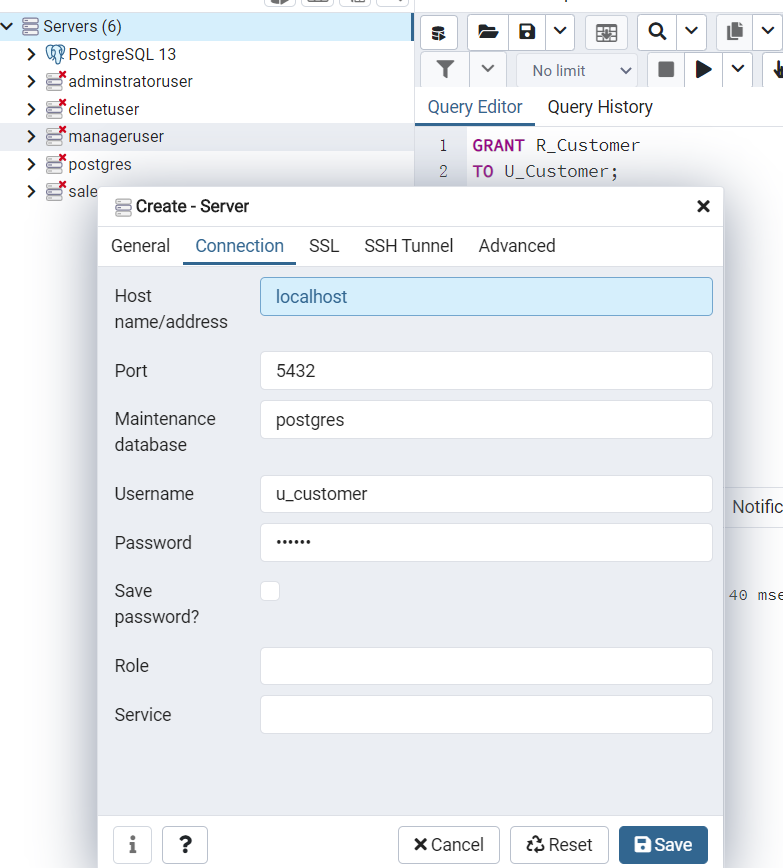 Servers (6)
PostgreSQL 13
adminstratoruser
clinetuser
manageruser
postgres
sale
No limit
Query Editor Query History
1 GRANT R_Customer
2 TO U_Customer;
Create - Server
General Connection SSL SSH Tunnel Advanced
Host
name/address
localhost
Port
5432
Maintenance
database
postgres
Username
u_customer
Password
••••••
Save
password?
Role
Service
Notific
40 mse
i ? Cancel Reset Save